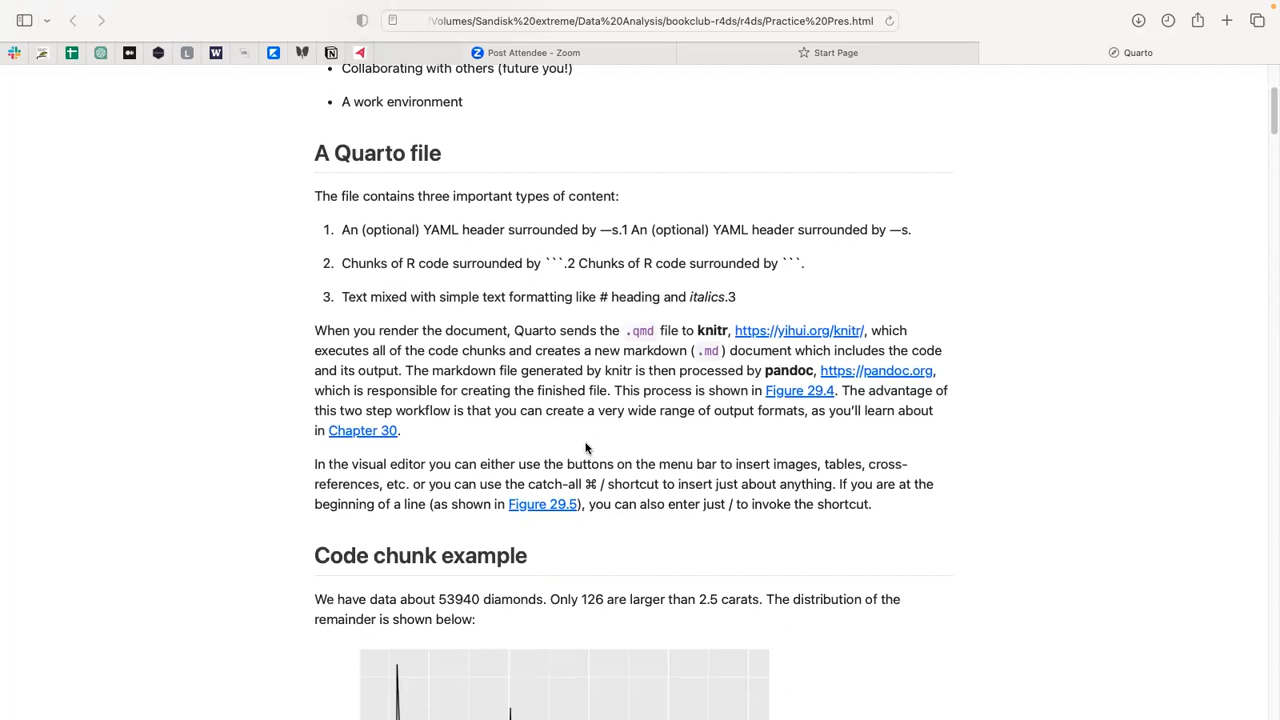 /Volumes/Sandisk%20extreme/Data%20Analysis/bookclub-r4ds/r4ds/Practice%20Pres.html
Post Attendee - Zoom
Start Page
Quarto
• Collaborating with others (future you!)
• A work environment
A Quarto file
The file contains three important types of content:
1. An (optional) YAML header surrounded by —s.1 An (optional) YAML header surrounded by —s.
2. Chunks of R code surrounded by ```.2 Chunks of R code surrounded by ```.
3. Text mixed with simple text formatting like # heading and italics.3
When you render the document, Quarto sends the .qmd file to knitr, https://yihui.org/knitr/, which
executes all of the code chunks and creates a new markdown (.md) document which includes the code
and its output. The markdown file generated by knitr is then processed by pandoc, https://pandoc.org,
which is responsible for creating the finished file. This process is shown in Figure 29.4. The advantage of
this two step workflow is that you can create a very wide range of output formats, as you'll learn about
in Chapter 30.
In the visual editor you can either use the buttons on the menu bar to insert images, tables, cross-
references, etc. or you can use the catch-all ⌘ / shortcut to insert just about anything. If you are at the
beginning of a line (as shown in Figure 29.5), you can also enter just / to invoke the shortcut.
Code chunk example
We have data about 53940 diamonds. Only 126 are larger than 2.5 carats. The distribution of the
remainder is shown below: